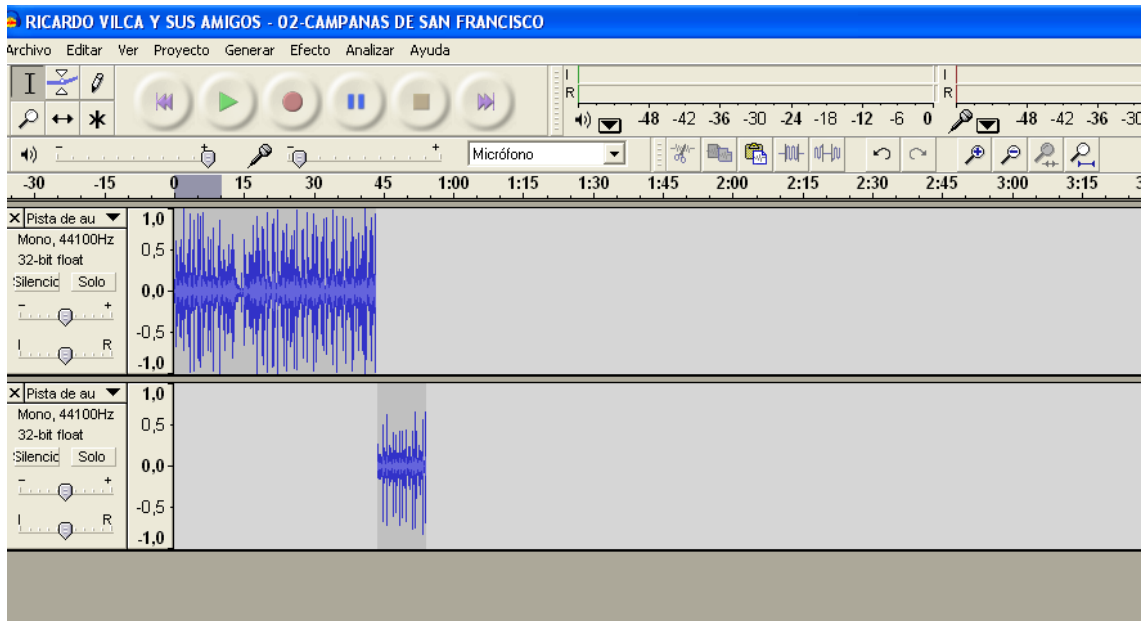 RICARDO VILCA Y SUS AMIGOS - 02-CAMPANAS DE SAN FRANCISCO
Archivo Editar Ver Proyecto Generar Efecto Analizar Ayuda
I
R
-48 -42 -36 -30 -24 -18 -12 -6 0
I
R
-48 -42 -36 -30
- + - + Micrófono
-30 -15 0 15 30 45 1:00 1:15 1:30 1:45 2:00 2:15 2:30 2:45 3:00 3:15 3
X Pista de au
Mono, 44100Hz
32-bit float
Silencic Solo
- +
I R
1,0
0,5
0,0
-0,5
-1,0
X Pista de au
Mono, 44100Hz
32-bit float
Silencic Solo
- +
I R
1,0
0,5
0,0
-0,5
-1,0